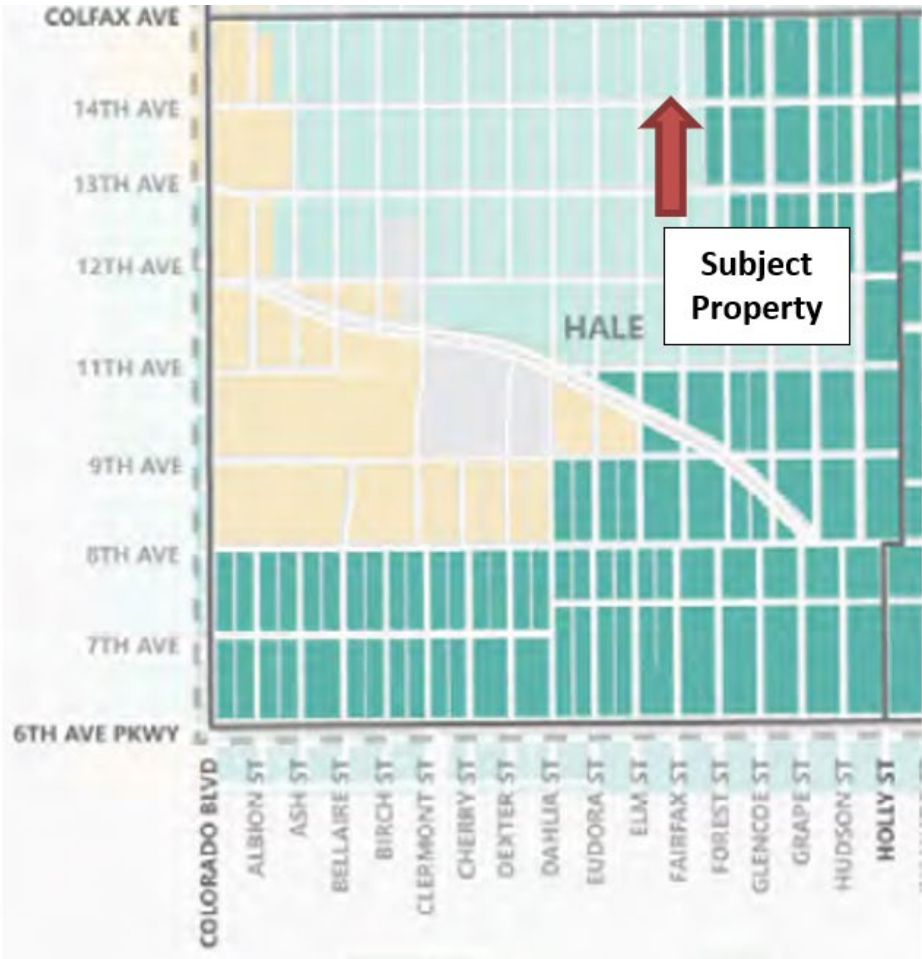 COLFAX AVE
14TH AVE
13TH AVE
12TH AVE
11TH AVE
9TH AVE
8TH AVE
7TH AVE
6TH AVE PKWY
Subject
Property
HALE
COLORADO BLVD
ALBION ST
ASH ST
BELLAIRE ST
BIRCH ST
CLERMONT ST
CHERRY ST
DEXTER ST
DAHLIA ST
EUDORA ST
ELM ST
FAIRFAX ST
FOREST ST
GLENCOE ST
GRAPE ST
HUDSON ST
HOLLY ST